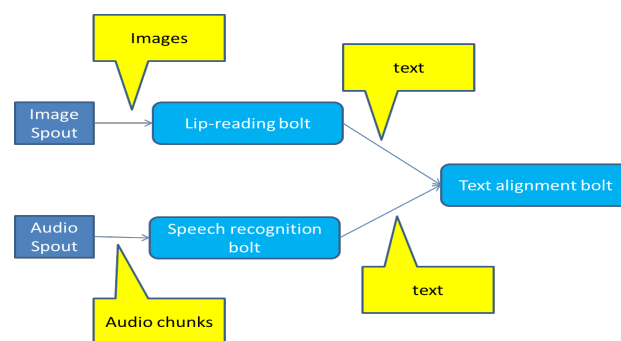 Images
text
Image
Spout
Lip-reading bolt
Text alignment bolt
Audio
Spout
Speech recognition
bolt
text
Audio chunks